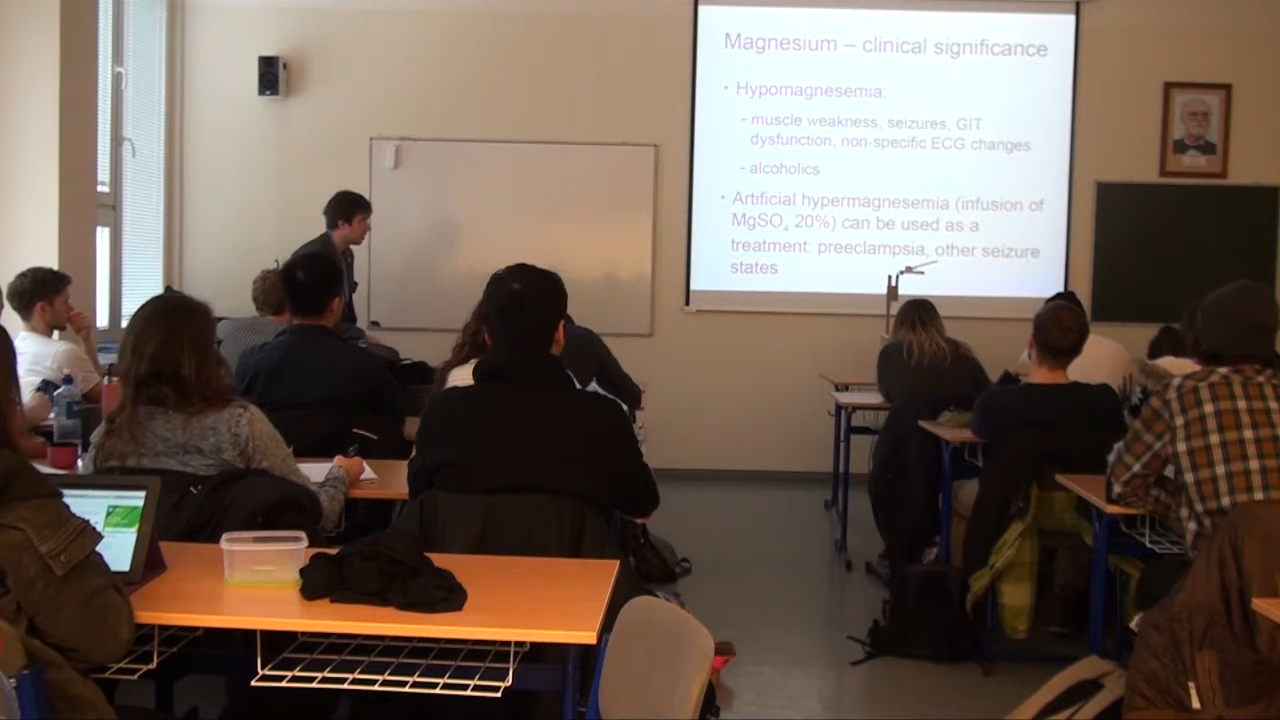 Magnesium – clinical significance
• Hypomagnesemia:
– muscle weakness, seizures, GIT
dysfunction, non-specific ECG changes
– alcoholics
• Artificial hypermagnesemia (infusion of
MgSO₄ 20%) can be used as a
treatment: preeclampsia, other seizure
states